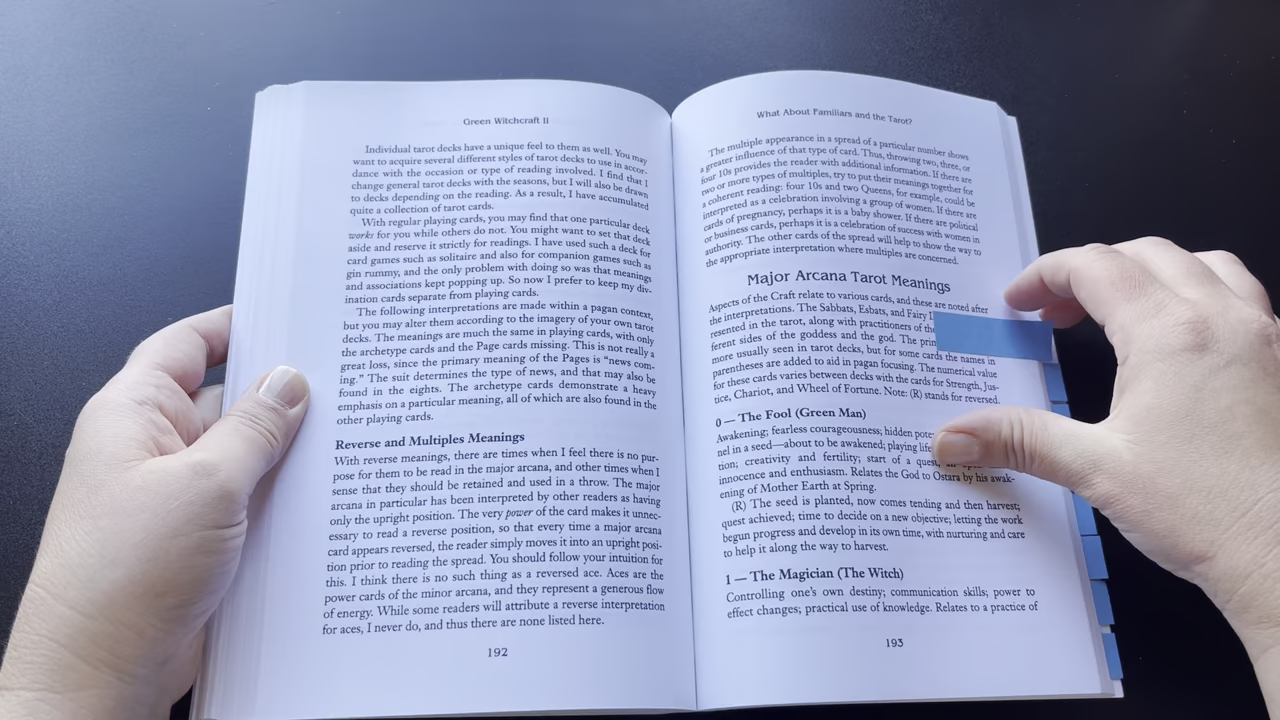 Green Witchcraft II
Individual tarot decks have a unique feel to them as well. You may
want to acquire several different styles of tarot decks to use in accor-
dance with the occasion or type of reading involved. I find that I
change general tarot decks with the seasons, but I will also be drawn
to decks depending on the reading. As a result, I have accumulated
quite a collection of tarot cards.
With regular playing cards, you may find that one particular deck
works for you while others do not. You might want to set that deck
aside and reserve it strictly for readings. I have used such a deck for
card games such as solitaire and also for companion games such as
gin rummy, and the only problem with doing so was that meanings
and associations kept popping up. So now I prefer to keep my div-
ination cards separate from playing cards.
The following interpretations are made within a pagan context,
but you may alter them according to the imagery of your own tarot
decks. The meanings are much the same in playing cards, with only
the archetype cards and the Page cards missing. This is not really a
great loss, since the primary meaning of the Pages is “news com-
ing.” The suit determines the type of news, and that may also be
found in the eights. The archetype cards demonstrate a heavy
emphasis on a particular meaning, all of which are also found in the
other playing cards.
Reverse and Multiples Meanings
With reverse meanings, there are times when I feel there is no pur-
pose for them to be read in the major arcana, and other times when I
sense that they should be retained and used in a throw. The major
arcana in particular has been interpreted by other readers as having
only the upright position. The very power of the card makes it unnec-
essary to read a reverse position, so that every time a major arcana
card appears reversed, the reader simply moves it into an upright posi-
tion prior to reading the spread. You should follow your intuition for
this. I think there is no such thing as a reversed ace. Aces are the
power cards of the minor arcana, and they represent a generous flow
of energy. While some readers will attribute a reverse interpretation
for aces, I never do, and thus there are none listed here.
192
What About Familiars and the Tarot?
The multiple appearance in a spread of a particular number shows
a greater influence of that type of card. Thus, throwing two, three, or
four 10s provides the reader with additional information. If there are
two or more types of multiples, try to put their meanings together for
a coherent reading: four 10s and two Queens, for example, could be
interpreted as a celebration involving a group of women. If there are
cards of pregnancy, perhaps it is a baby shower. If there are political
or business cards, perhaps it is a celebration of success with women in
authority. The other cards of the spread will help to show the way to
the appropriate interpretation where multiples are concerned.
Major Arcana Tarot Meanings
Aspects of the Craft relate to various cards, and these are noted after
the interpretations. The Sabbats, Esbats, and Fairy
resented in the tarot, along with practitioners of the
ferent sides of the goddess and the god. The
more usually seen in tarot decks, but for some cards the names in
parentheses are added to aid in pagan focusing. The numerical value
for these cards varies between decks with the cards for Strength, Jus-
tice, Chariot, and Wheel of Fortune. Note: (R) stands for reversed.
0 — The Fool (Green Man)
Awakening; fearless courageousness; hidden
nel in a seed—about to be awakened; playing
tion; creativity and fertility; start of a quest,
innocence and enthusiasm. Relates the God to Ostara by his awak-
ening of Mother Earth at Spring.
(R) The seed is planted, now comes tending and then harvest;
quest achieved; time to decide on a new objective; letting the work
begun progress and develop in its own time, with nurturing and care
to help it along the way to harvest.
1 — The Magician (The Witch)
Controlling one’s own destiny; communication skills; power to
effect changes; practical use of knowledge. Relates to a practice of
193